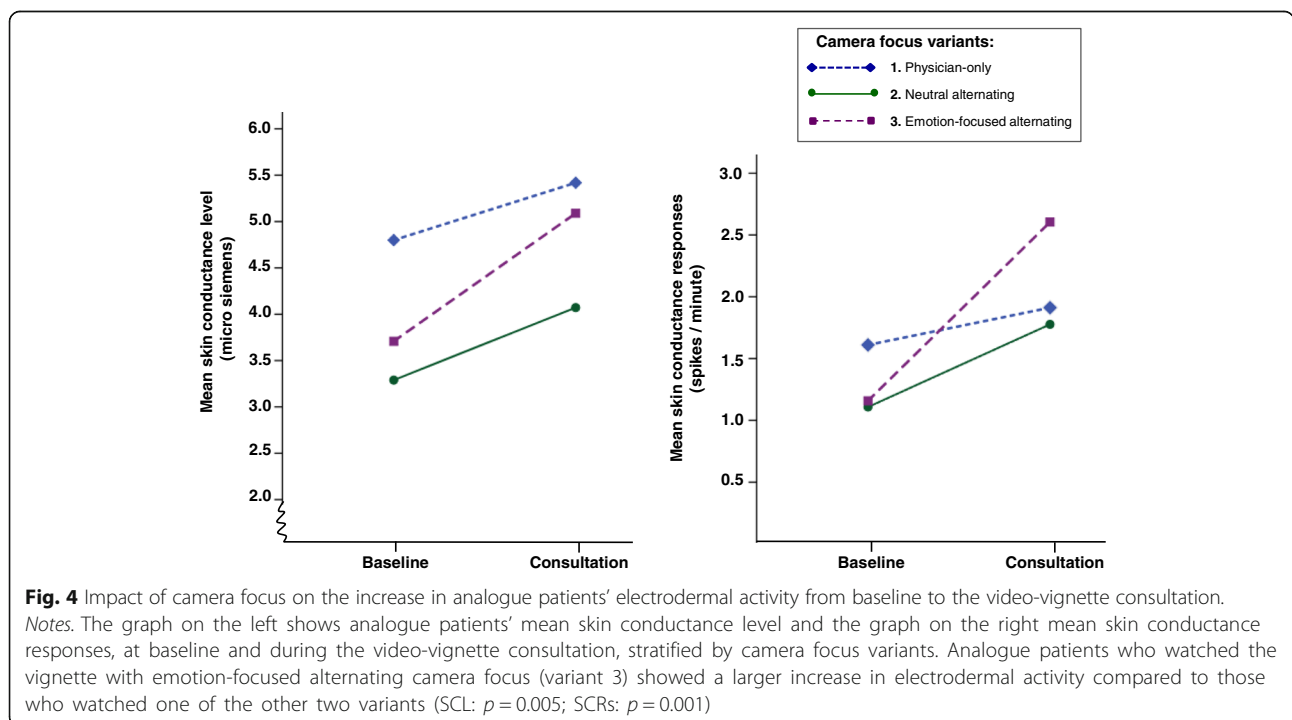 Camera focus variants:
1. Physician-only
2. Neutral alternating
3. Emotion-focused alternating
Mean skin conductance level
(micro siemens)
6.0
5.5
5.0
4.5
4.0
3.5
3.0
2.5
2.0
Baseline
Consultation
Mean skin conductance responses
(spikes / minute)
3.0
2.5
2.0
1.5
1.0
0.5
Baseline
Consultation
Fig. 4 Impact of camera focus on the increase in analogue patients’ electrodermal activity from baseline to the video-vignette consultation.
Notes. The graph on the left shows analogue patients’ mean skin conductance level and the graph on the right mean skin conductance
responses, at baseline and during the video-vignette consultation, stratified by camera focus variants. Analogue patients who watched the
vignette with emotion-focused alternating camera focus (variant 3) showed a larger increase in electrodermal activity compared to those
who watched one of the other two variants (SCL: p = 0.005; SCRs: p = 0.001)